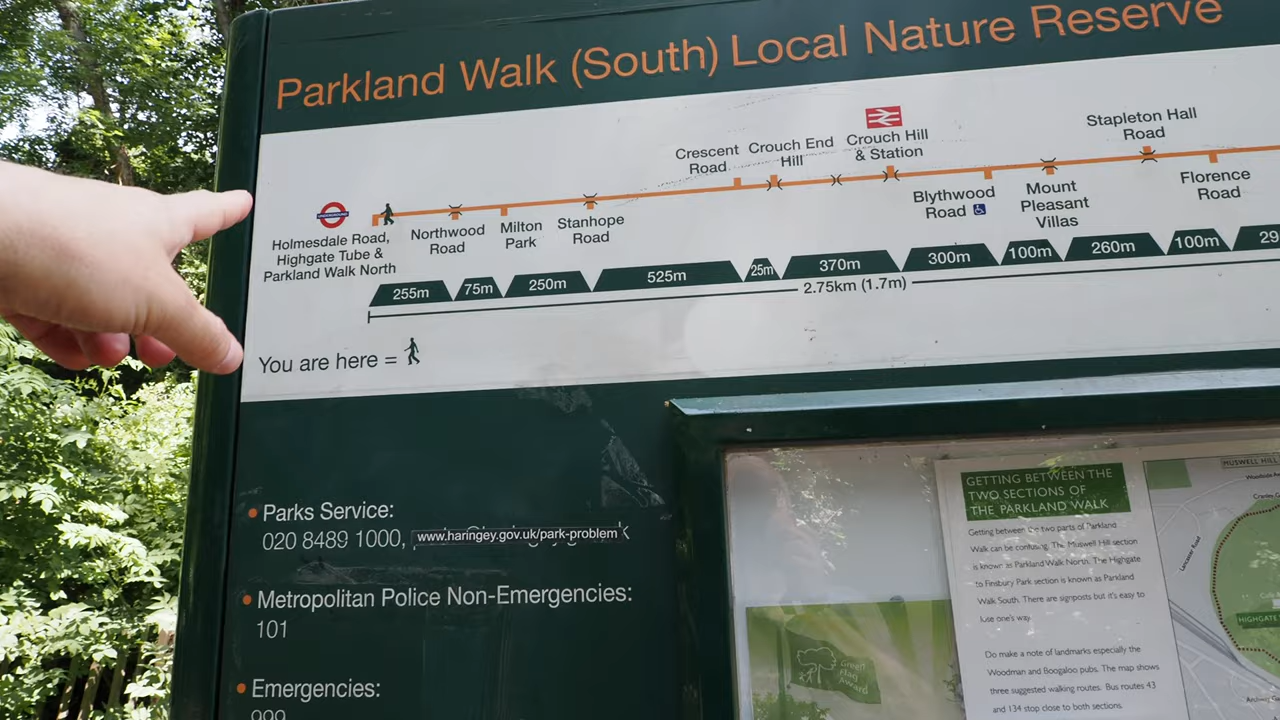 Parkland Walk (South) Local Nature Reserve
Crescent
Road
Crouch End
Hill
Crouch Hill
& Station
Stapleton Hall
Road
UNDERGROUND
Holmesdale Road,
Highgate Tube &
Parkland Walk North
Northwood
Road
Milton
Park
Stanhope
Road
Blythwood
Road
Mount
Pleasant
Villas
Florence
Road
255m 75m 250m 525m 25m 370m 300m 100m 260m 100m 29
2.75km (1.7m)
You are here =
Parks Service:
020 8489 1000, www.haringey.gov.uk/park-problem
Metropolitan Police Non-Emergencies:
101
Emergencies:
999
GETTING BETWEEN THE
TWO SECTIONS OF
THE PARKLAND WALK
Getting between the two parts of Parkland
Walk can be confusing. The Muswell Hill section
is known as Parkland Walk North. The Highgate
to Finsbury Park section is known as Parkland
Walk South. There are signposts but it's easy to
lose one's way.
Do make a note of landmarks especially the
Woodman and Boogaloo pubs. The map shows
three suggested walking routes. Bus routes 43
and 134 stop close to both sections.
Green
Flag
Award
MUSWELL HILL
HIGHGATE